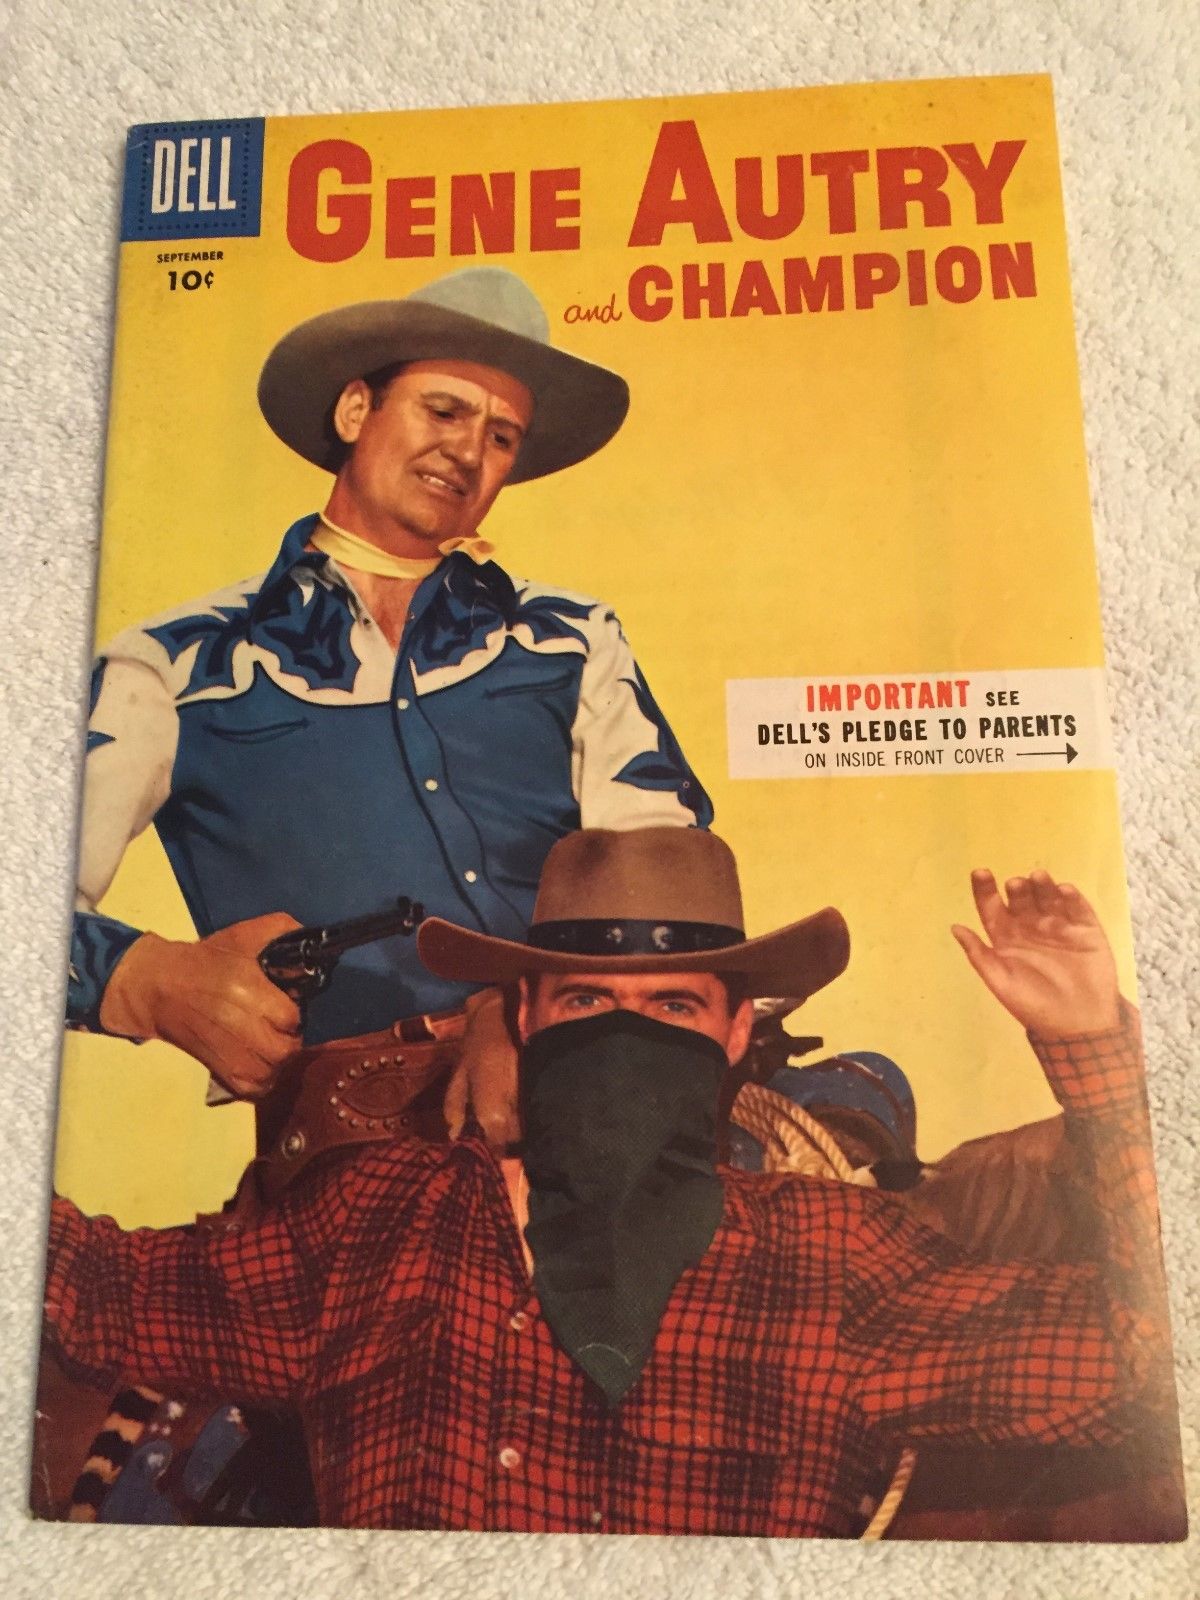 DELL
SEPTEMBER
10¢
GENE AUTRY
and CHAMPION
IMPORTANT SEE
DELL'S PLEDGE TO PARENTS
ON INSIDE FRONT COVER